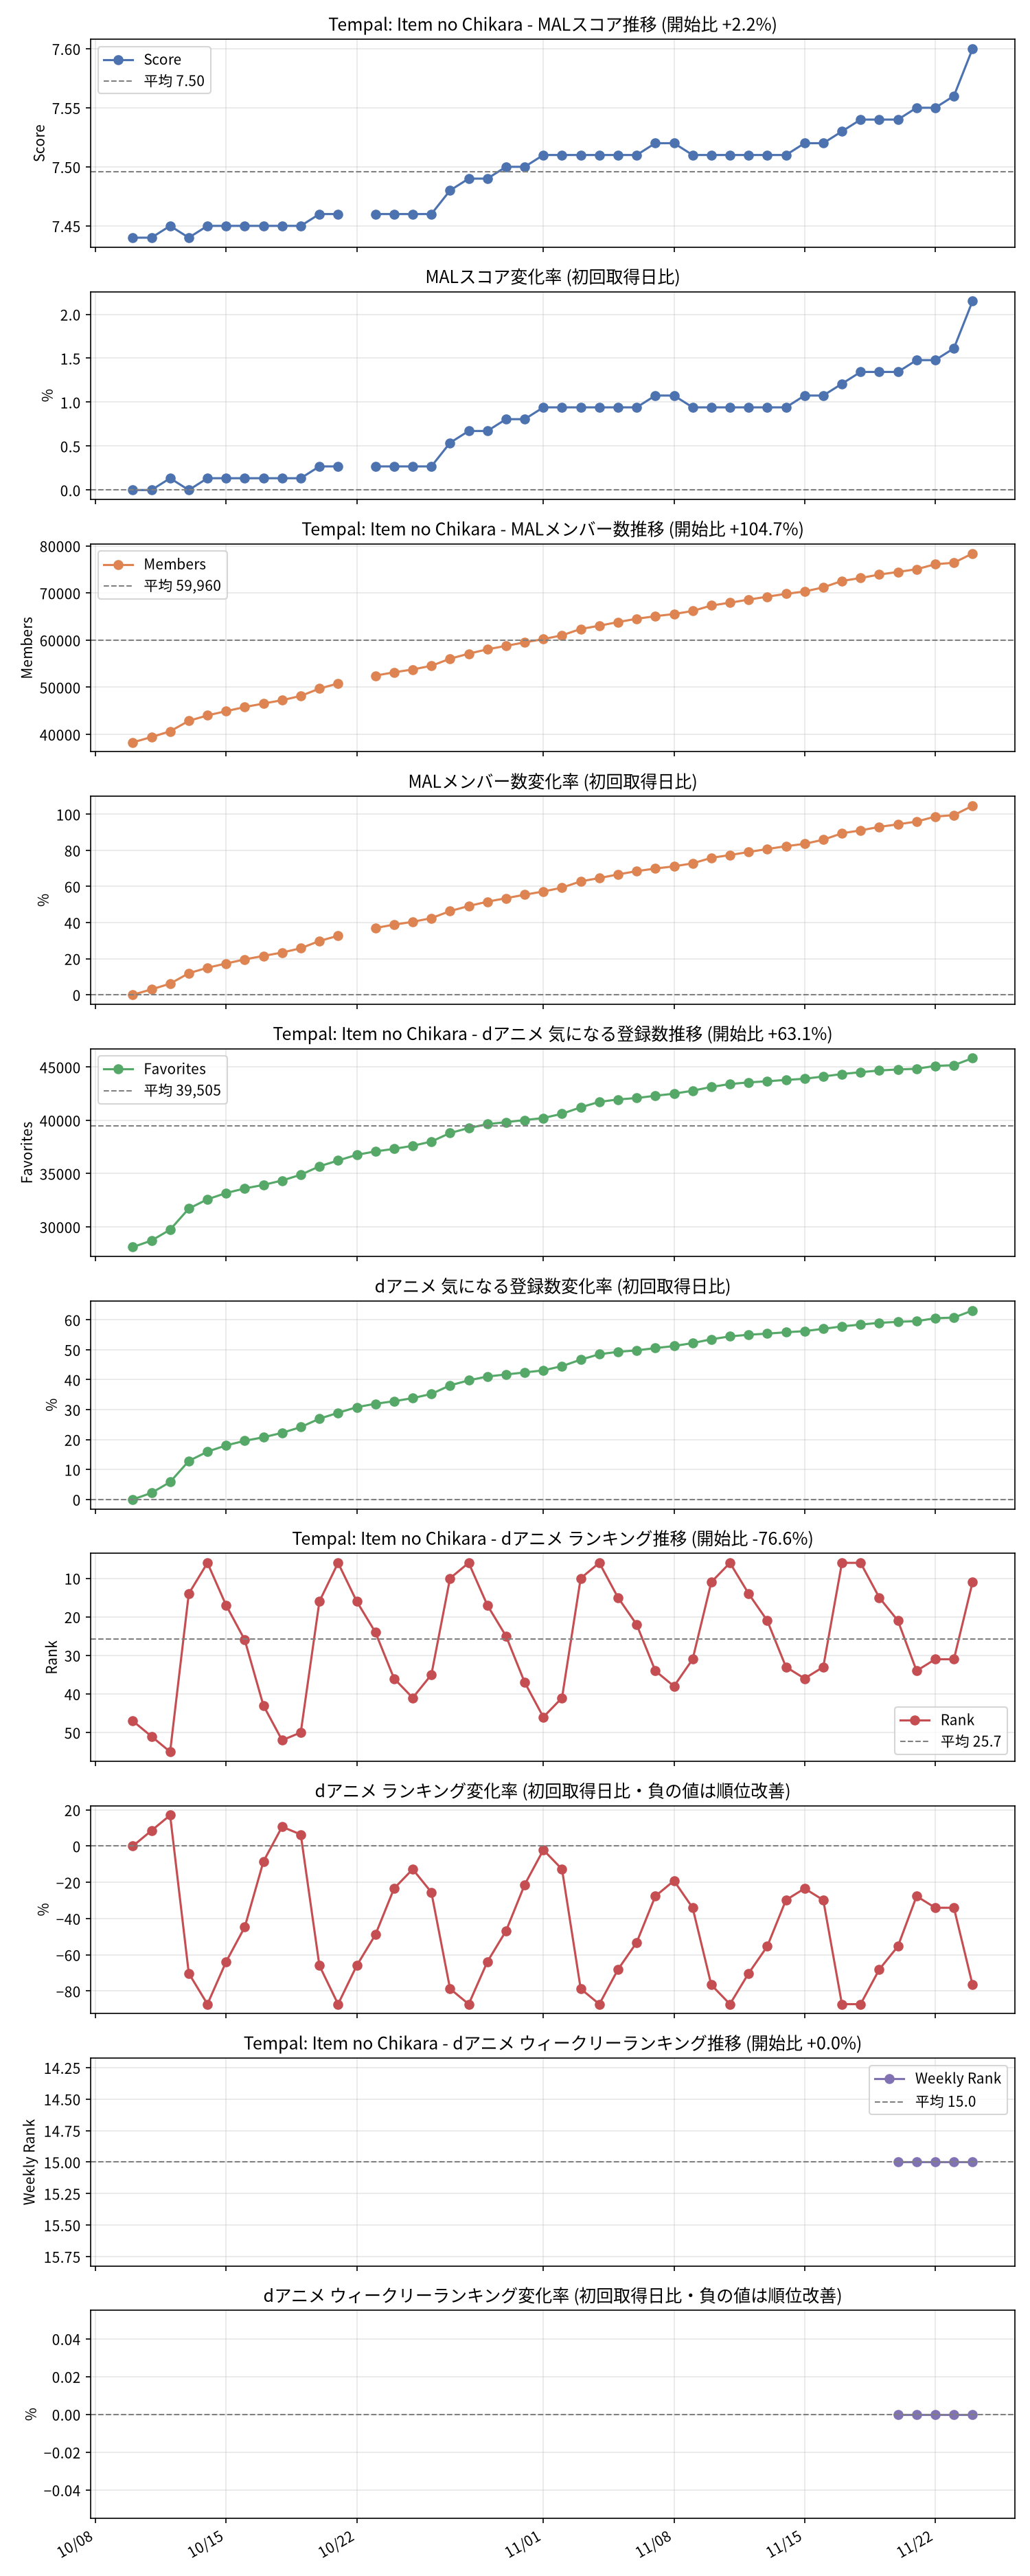 Tempal: Item no Chikara - MALスコア推移 (開始比 +2.2%)
7.60
7.55
7.50
7.45
Score
Score
平均 7.50
MALスコア変化率 (初回取得日比)
2.0
1.5
1.0
0.5
0.0
%
Tempal: Item no Chikara - MALメンバー数推移 (開始比 +104.7%)
80000
70000
60000
50000
40000
Members
Members
平均 59,960
MALメンバー数変化率 (初回取得日比)
100
80
60
40
20
0
%
Tempal: Item no Chikara - dアニメ 気になる登録数推移 (開始比 +63.1%)
45000
40000
35000
30000
Favorites
Favorites
平均 39,505
dアニメ 気になる登録数変化率 (初回取得日比)
60
50
40
30
20
10
0
%
Tempal: Item no Chikara - dアニメ ランキング推移 (開始比 -76.6%)
10
20
30
40
50
Rank
Rank
平均 25.7
dアニメ ランキング変化率 (初回取得日比・負の値は順位改善)
20
0
−20
−40
−60
−80
%
Tempal: Item no Chikara - dアニメ ウィークリーランキング推移 (開始比 +0.0%)
14.25
14.50
14.75
15.00
15.25
15.50
15.75
Weekly Rank
Weekly Rank
平均 15.0
dアニメ ウィークリーランキング変化率 (初回取得日比・負の値は順位改善)
0.04
0.02
0.00
−0.02
−0.04
%
10/08
10/15
10/22
11/01
11/08
11/15
11/22